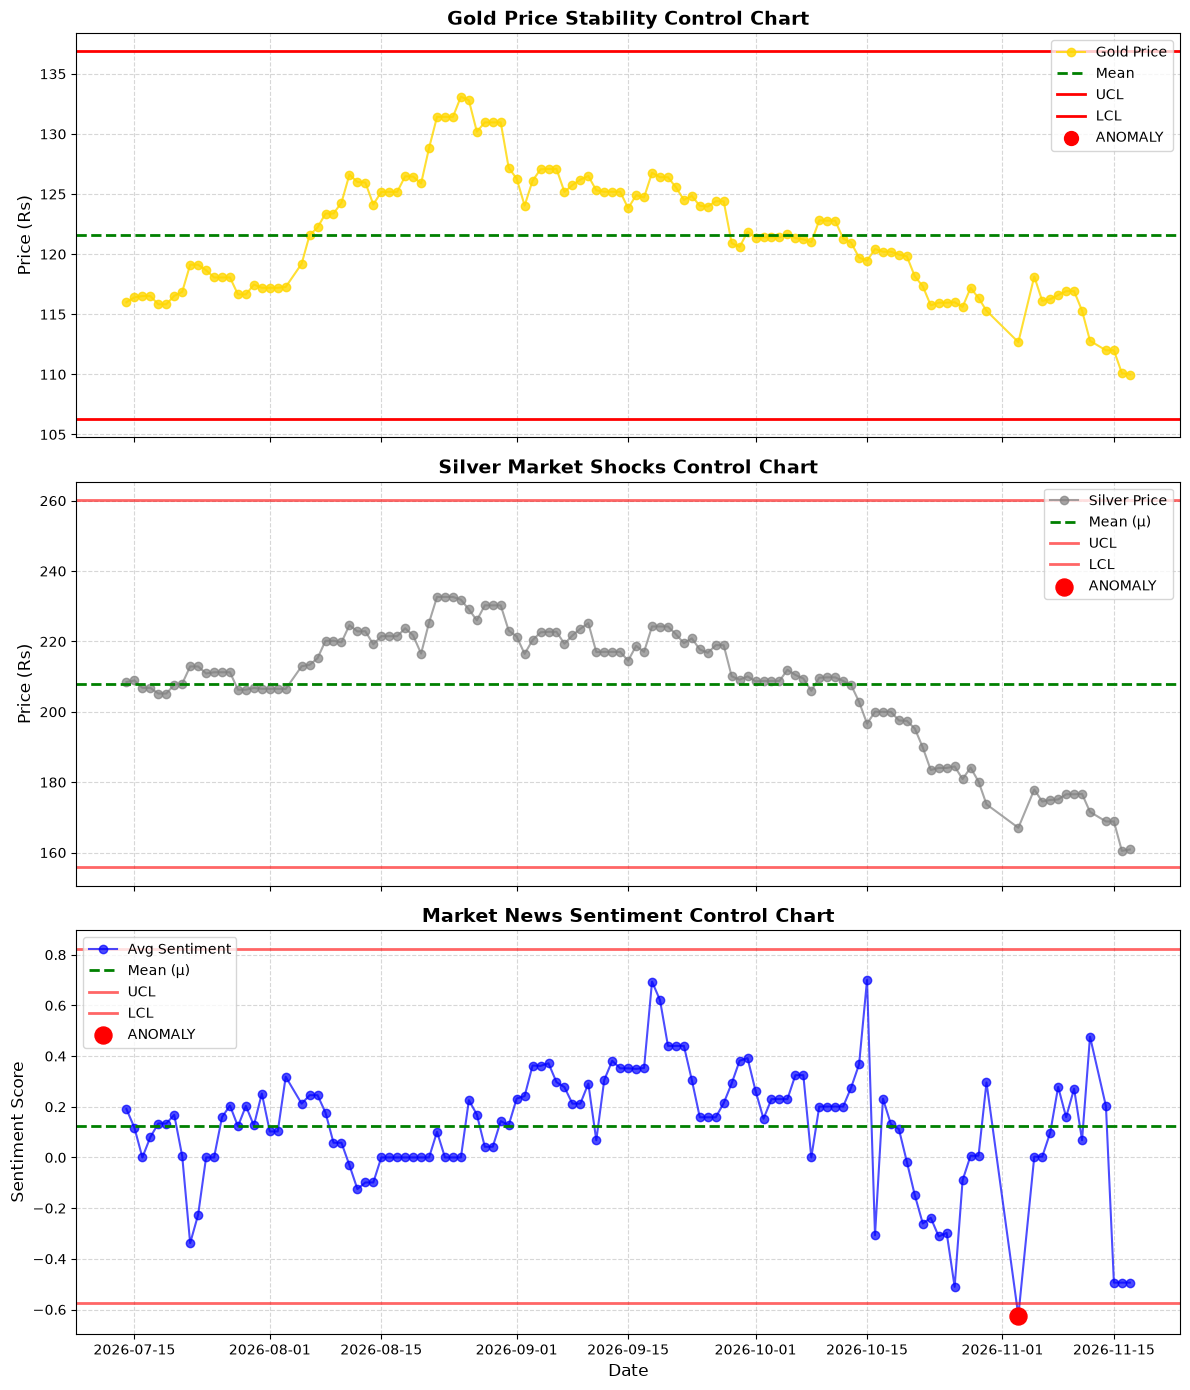 Gold Price Stability Control Chart
Price (Rs)
135
130
125
120
115
110
105
Gold Price
Mean
UCL
LCL
ANOMALY
Silver Market Shocks Control Chart
Price (Rs)
260
240
220
200
180
160
Silver Price
Mean (μ)
UCL
LCL
ANOMALY
Market News Sentiment Control Chart
Sentiment Score
0.8
0.6
0.4
0.2
0.0
−0.2
−0.4
−0.6
Avg Sentiment
Mean (μ)
UCL
LCL
ANOMALY
2026-07-15 2026-08-01 2026-08-15 2026-09-01 2026-09-15 2026-10-01 2026-10-15 2026-11-01 2026-11-15
Date